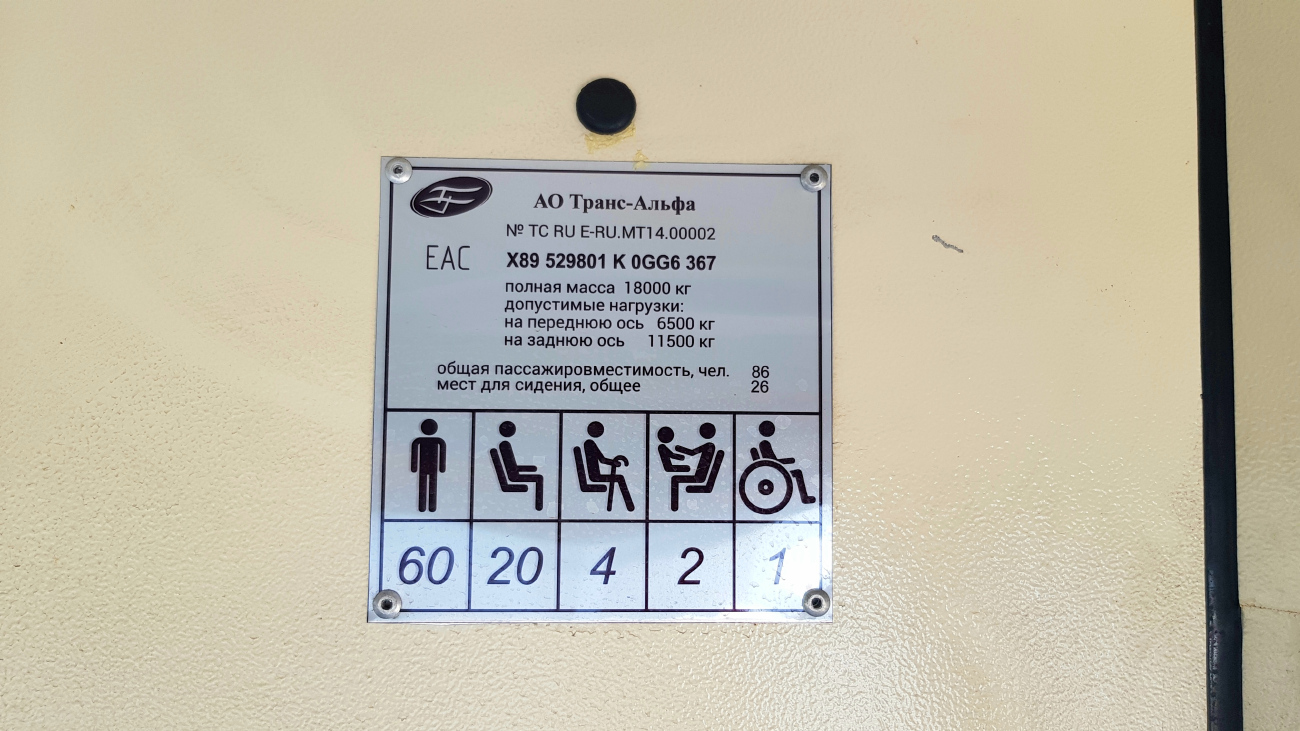 АО Транс-Альфа
№ ТС RU E-RU.MT14.00002
EAC
X89 529801 K 0GG6 367
полная масса 18000 кг
допустимые нагрузки:
на переднюю ось 6500 кг
на заднюю ось 11500 кг
общая пассажировместимость, чел. 86
мест для сидения, общее 26
60 20 4 2 1